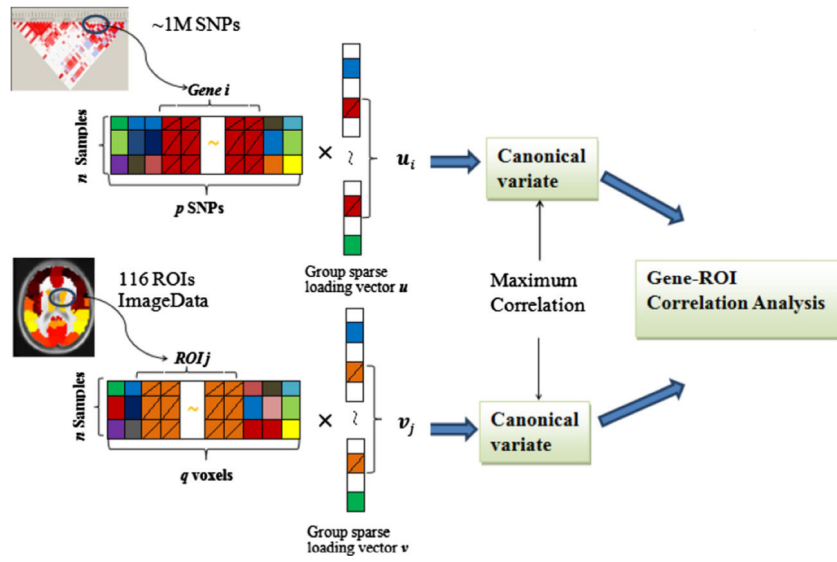 ~1M SNPs
Gene i
n Samples
~
×
~
u_i
p SNPs
Group sparse
loading vector u
Canonical
variate
116 ROIs
ImageData
Maximum
Correlation
Gene-ROI
Correlation Analysis
ROI j
n Samples
~
×
~
v_j
q voxels
Canonical
variate
Group sparse
loading vector v